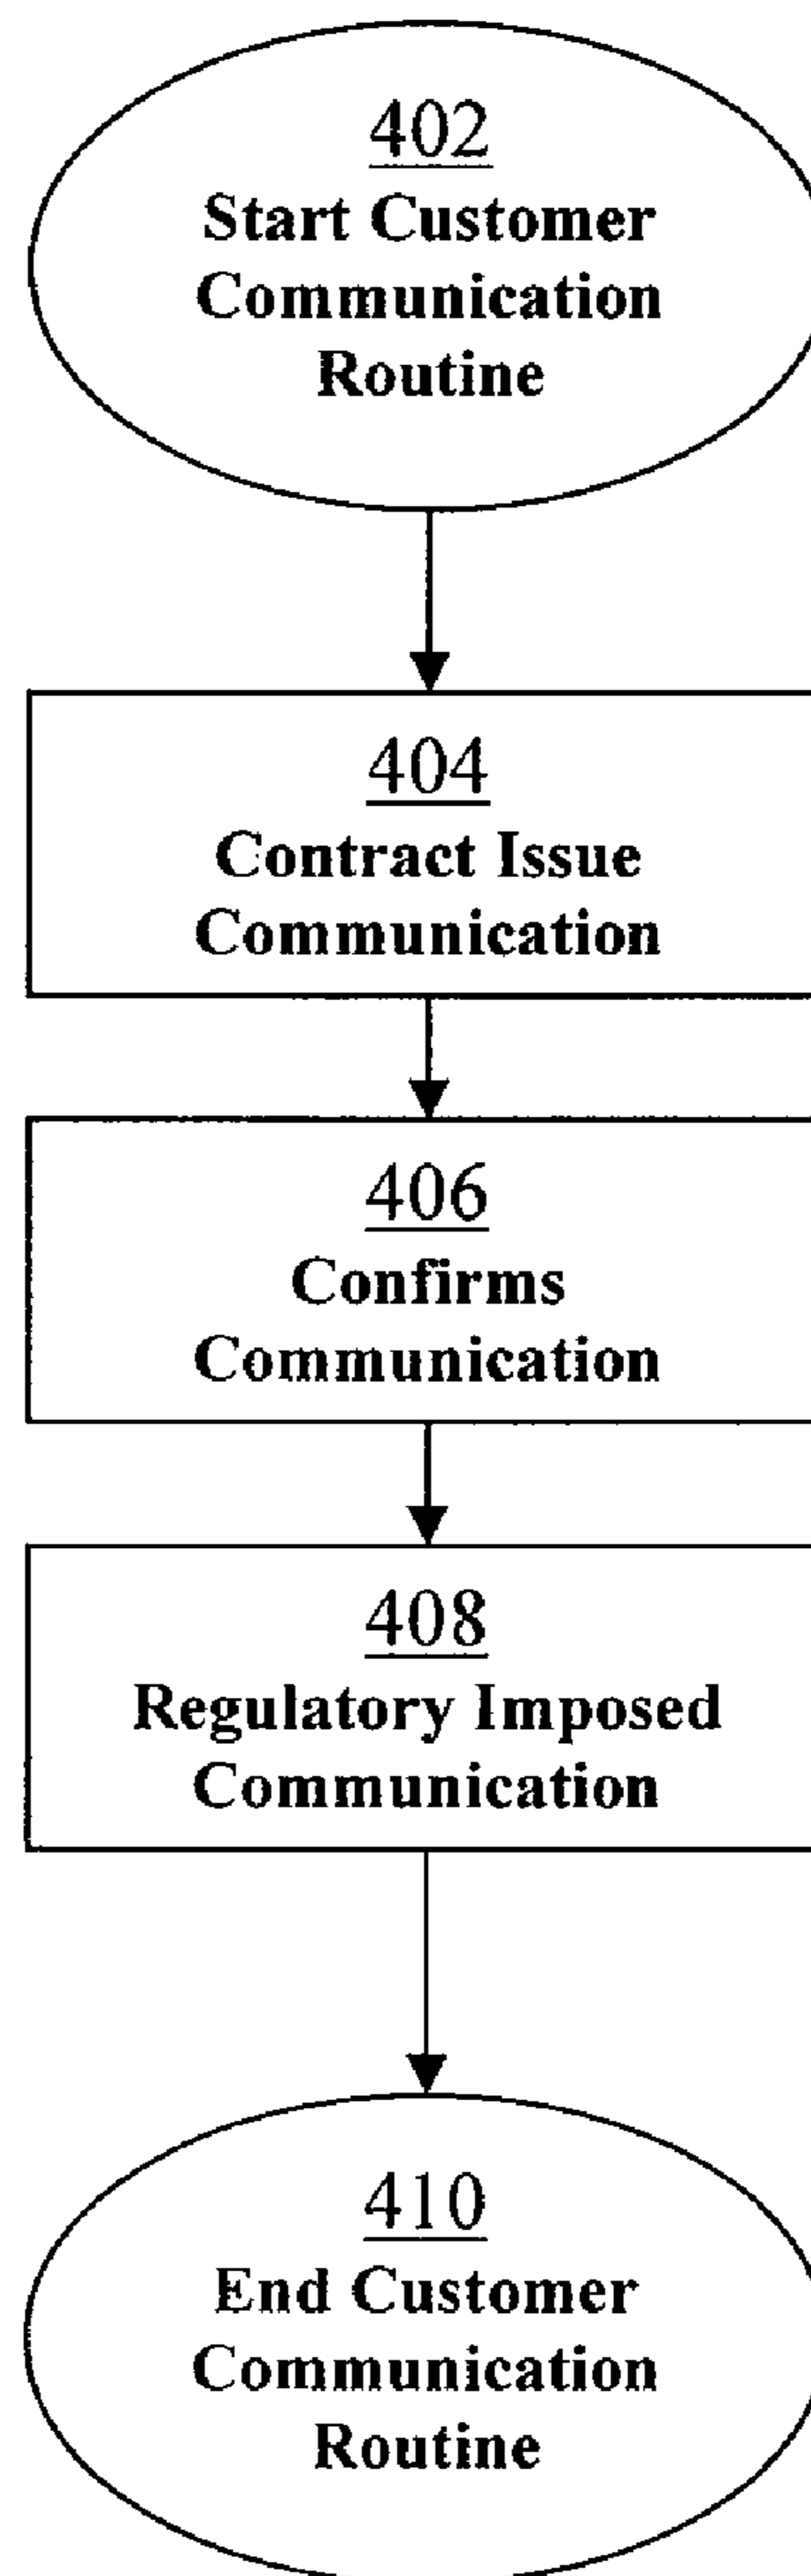 402
Start Customer
Communication
Routine
404
Contract Issue
Communication
406
Confirms
Communication
408
Regulatory Imposed
Communication
410
End Customer
Communication
Routine